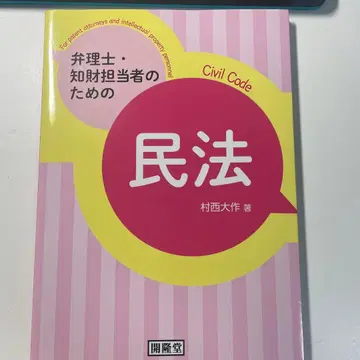 For patent attorneys and intellectual property personnel
弁理士・
知財担当者の
ための
Civil Code
民法
村西大作 著
開隆堂